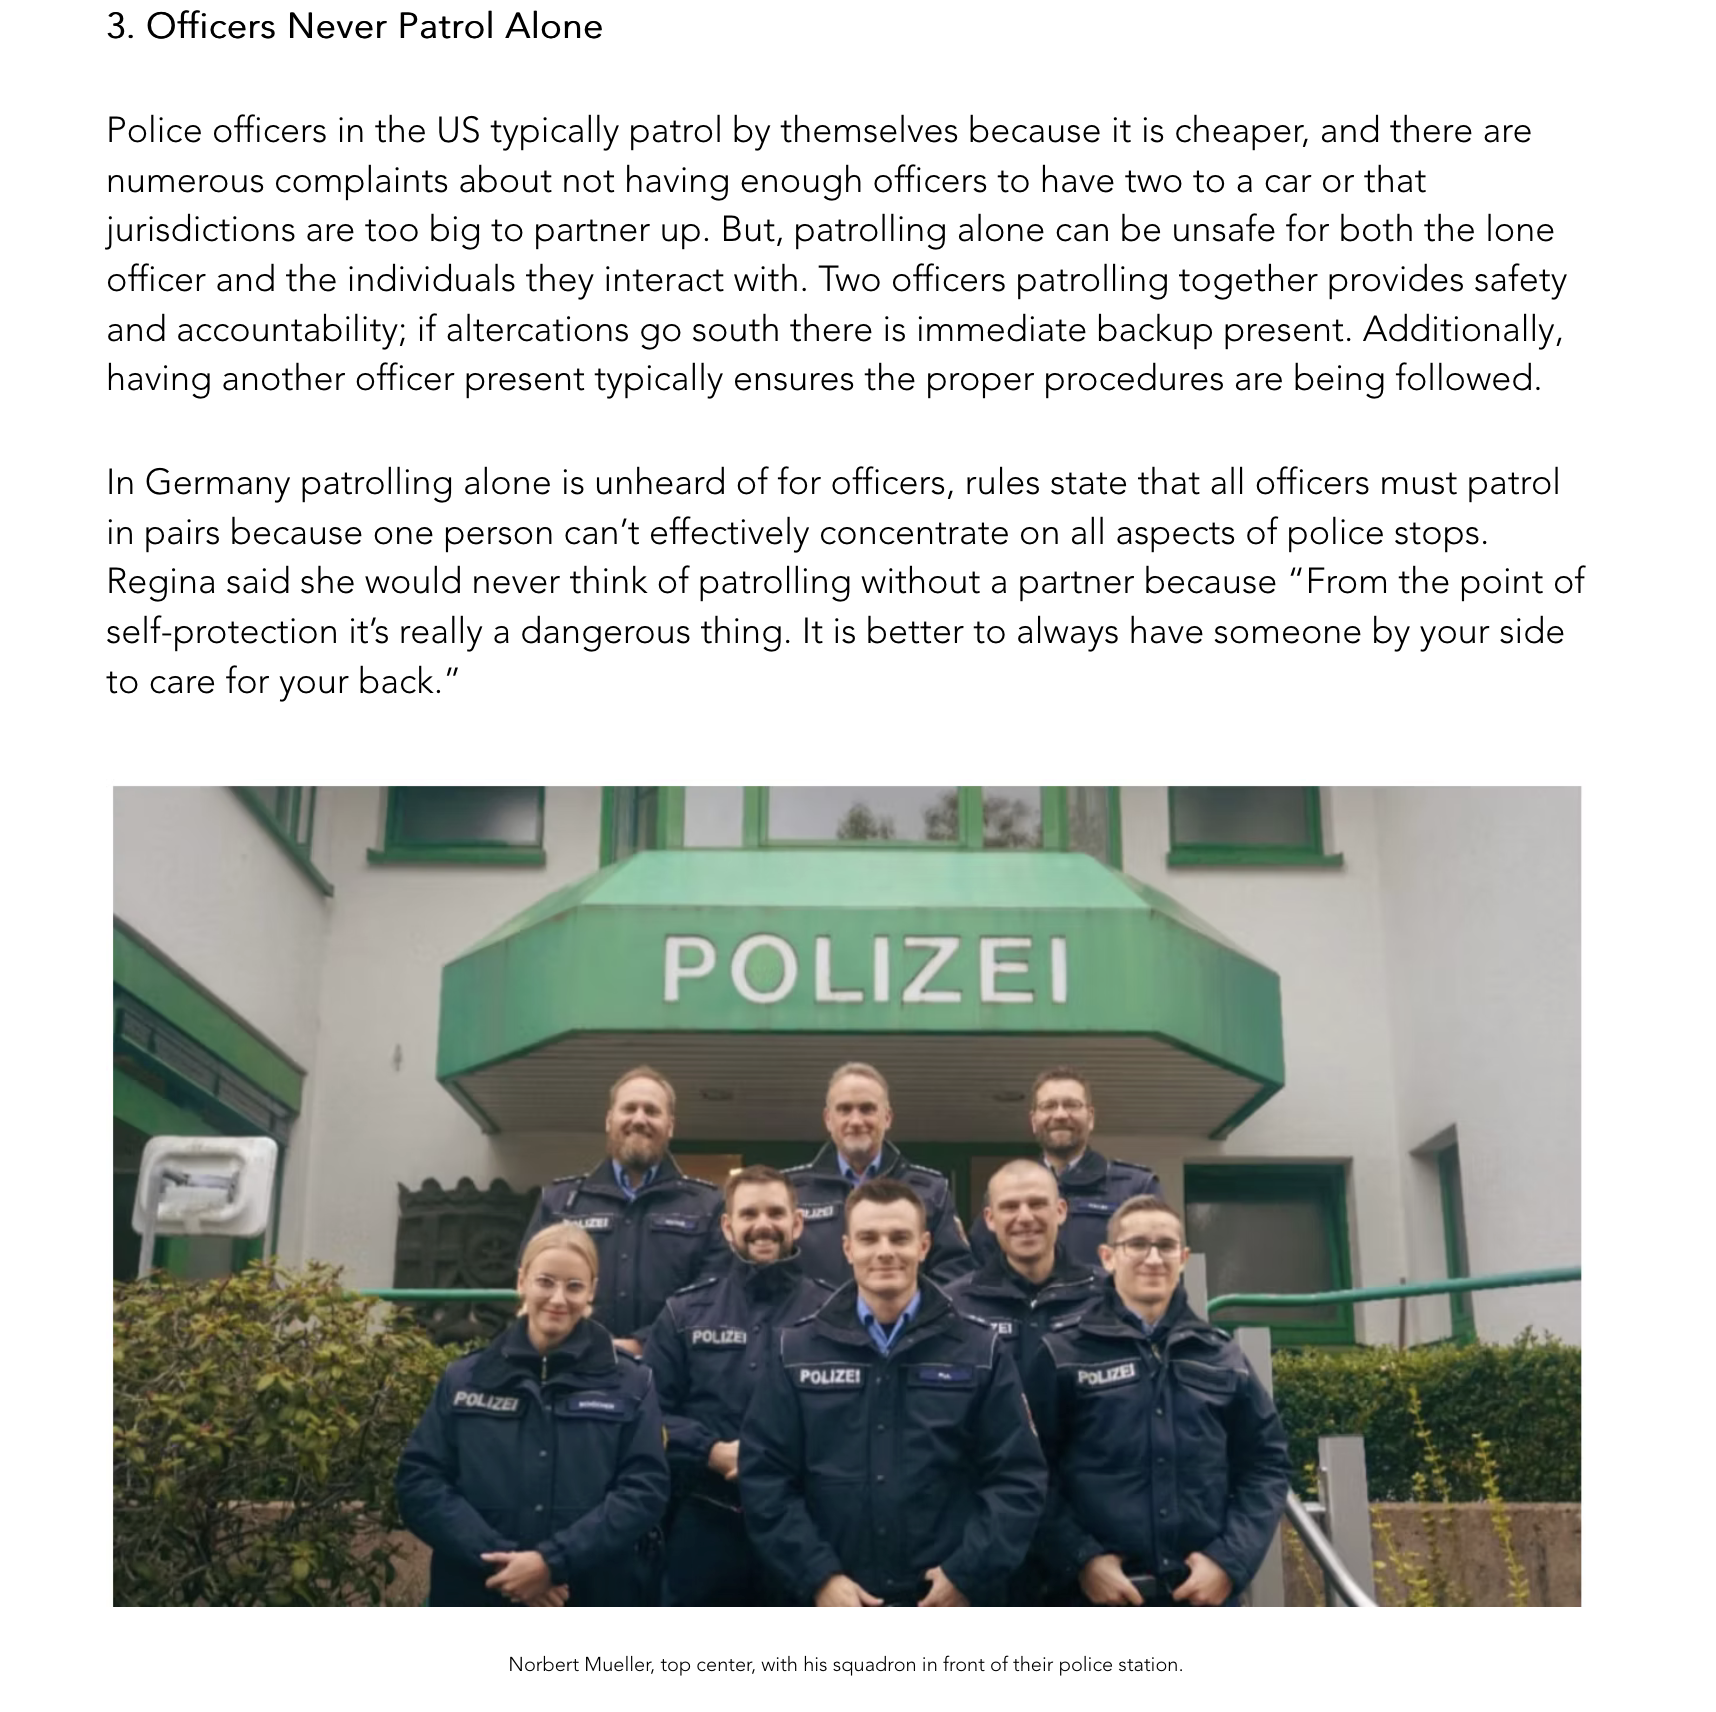 3. Officers Never Patrol Alone
Police officers in the US typically patrol by themselves because it is cheaper, and there are
numerous complaints about not having enough officers to have two to a car or that
jurisdictions are too big to partner up. But, patrolling alone can be unsafe for both the lone
officer and the individuals they interact with. Two officers patrolling together provides safety
and accountability; if altercations go south there is immediate backup present. Additionally,
having another officer present typically ensures the proper procedures are being followed.
In Germany patrolling alone is unheard of for officers, rules state that all officers must patrol
in pairs because one person can’t effectively concentrate on all aspects of police stops.
Regina said she would never think of patrolling without a partner because “From the point of
self-protection it’s really a dangerous thing. It is better to always have someone by your side
to care for your back.”
POLIZEI
POLIZEI
POLIZEI
POLIZEI
POLIZEI
POLIZEI
Norbert Mueller, top center, with his squadron in front of their police station.